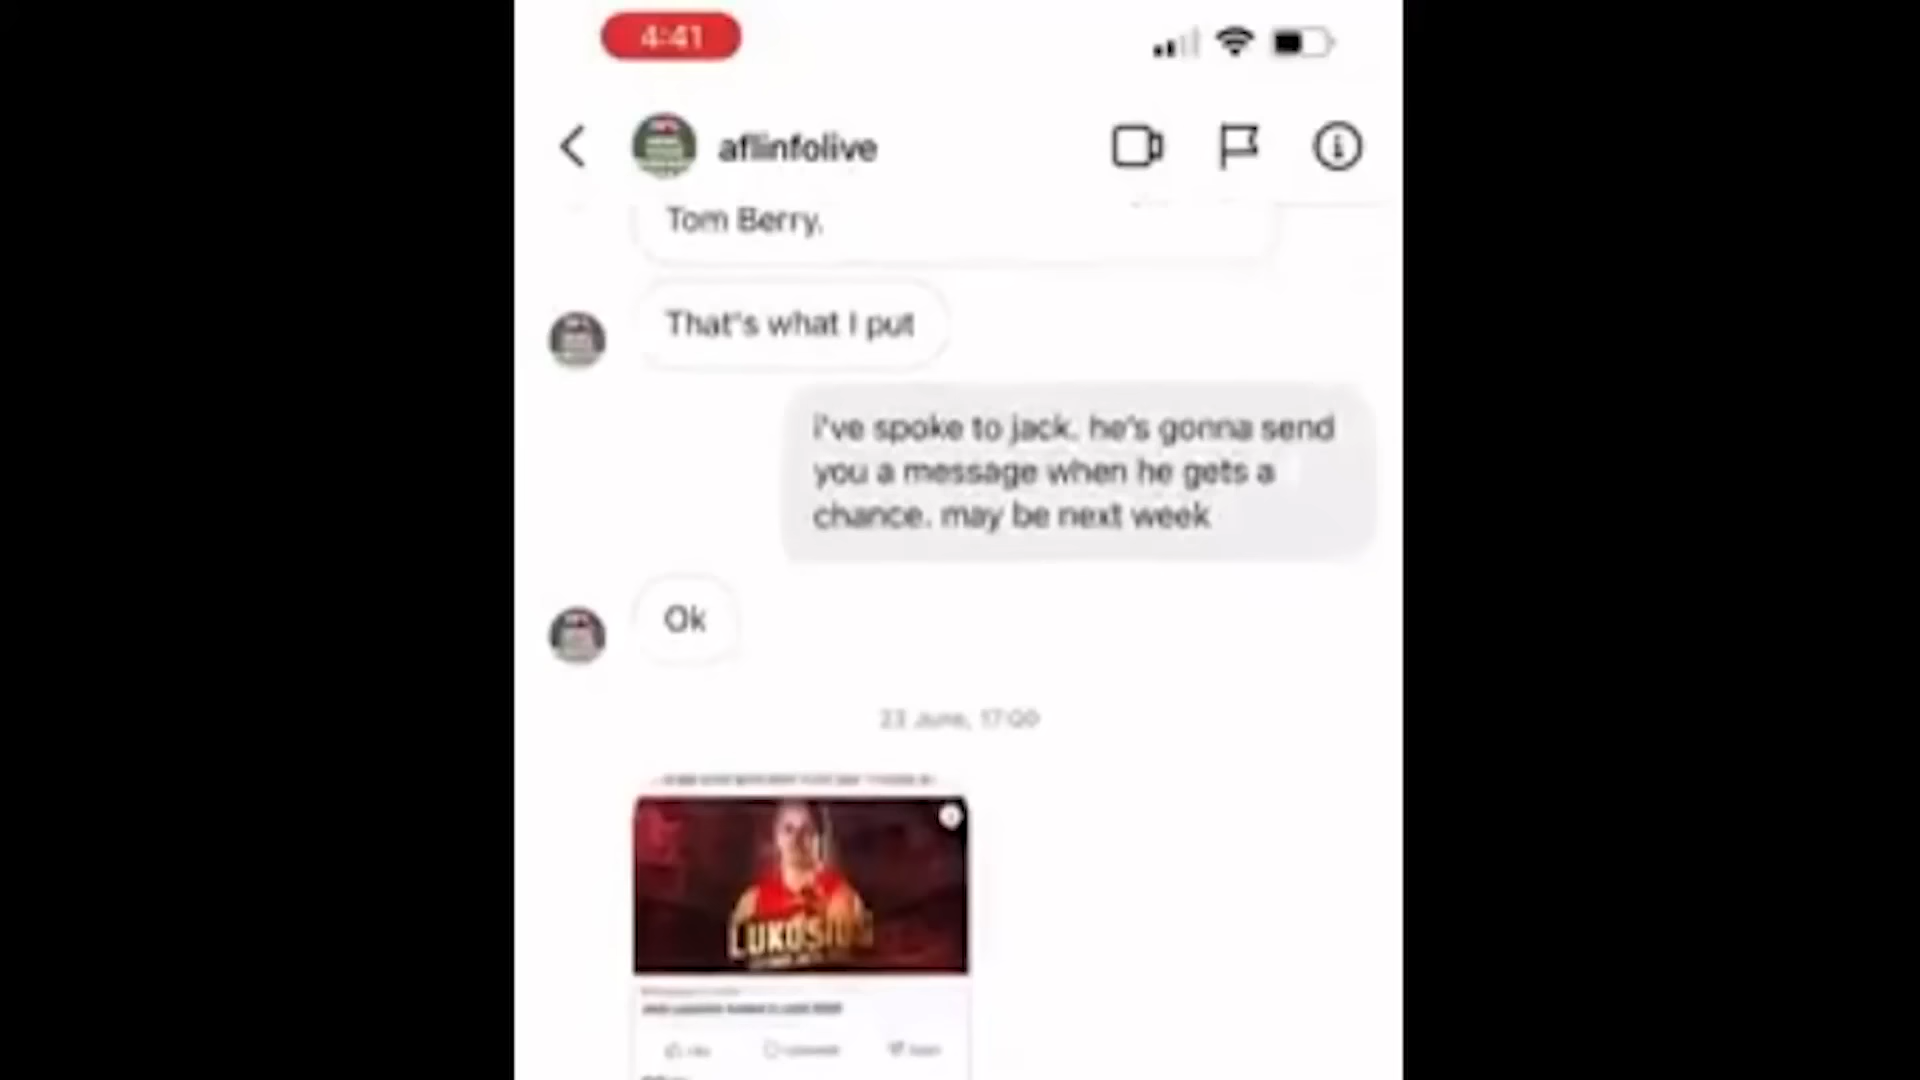 4:41
aflinfolive
Tom Berry.
That's what I put
i've spoke to jack. he's gonna send
you a message when he gets a
chance. may be next week
Ok
23 June, 17:00
LUKOSIUS